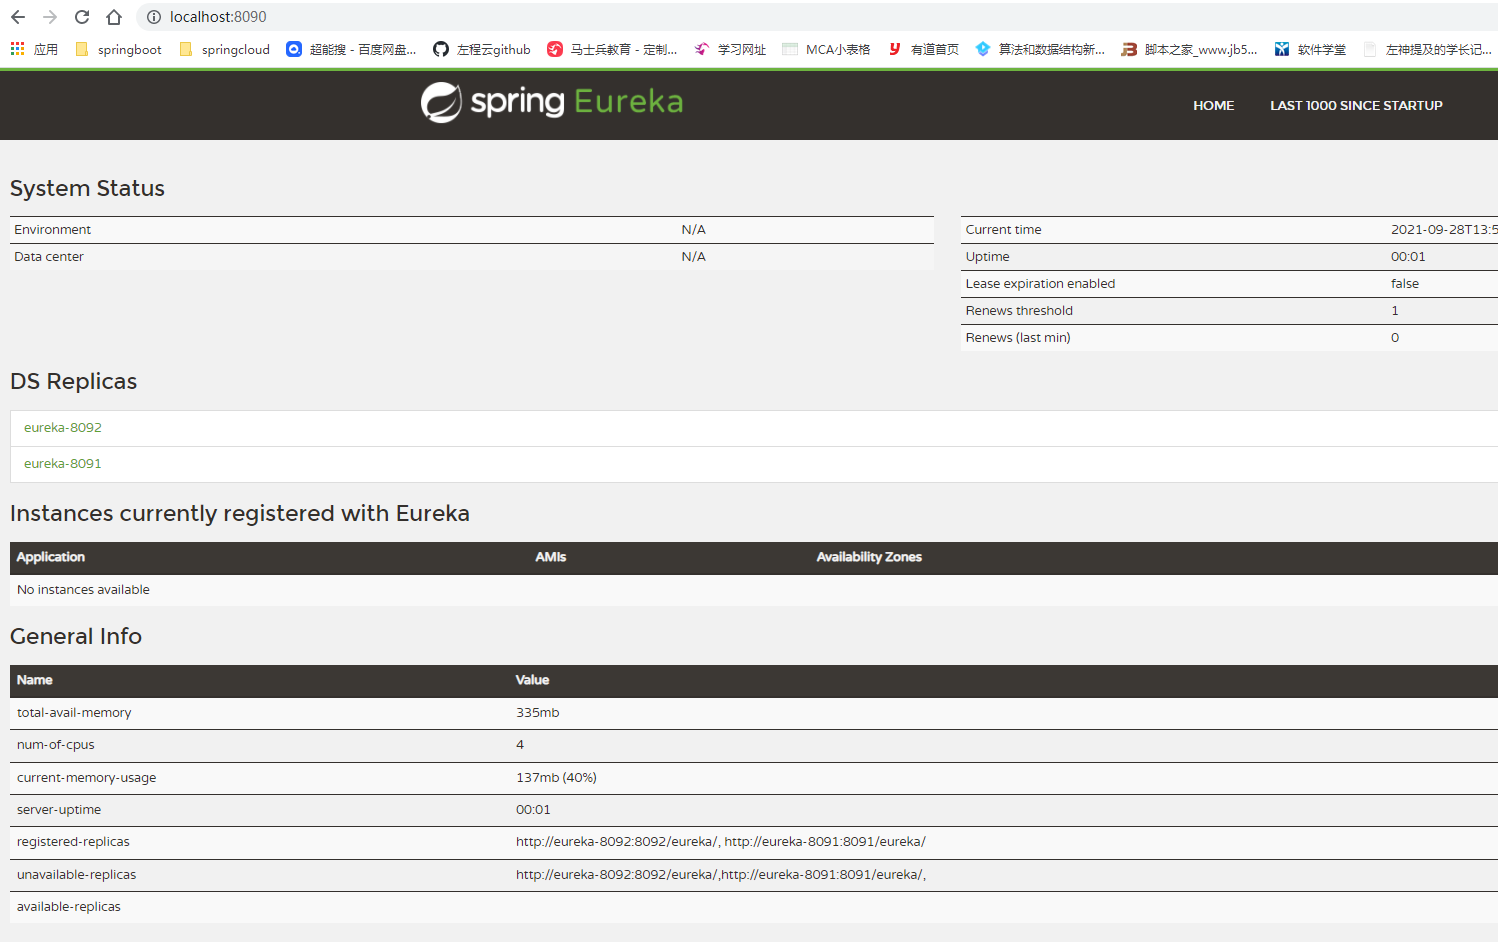 localhost:8090
应用 springboot springcloud 超能搜 - 百度网盘... 左程云github 马士兵教育 - 定制... 学习网址 MCA小表格 有道首页 算法和数据结构新... 脚本之家_www.jb5... 软件学堂 左神提及的学长记...
spring Eureka HOME LAST 1000 SINCE STARTUP
System Status
Environment N/A
Data center N/A
Current time 2021-09-28T13:5
Uptime 00:01
Lease expiration enabled false
Renews threshold 1
Renews (last min) 0
DS Replicas
eureka-8092
eureka-8091
Instances currently registered with Eureka
Application AMIs Availability Zones
No instances available
General Info
Name Value
total-avail-memory 335mb
num-of-cpus 4
current-memory-usage 137mb (40%)
server-uptime 00:01
registered-replicas http://eureka-8092:8092/eureka/, http://eureka-8091:8091/eureka/
unavailable-replicas http://eureka-8092:8092/eureka/,http://eureka-8091:8091/eureka/,
available-replicas